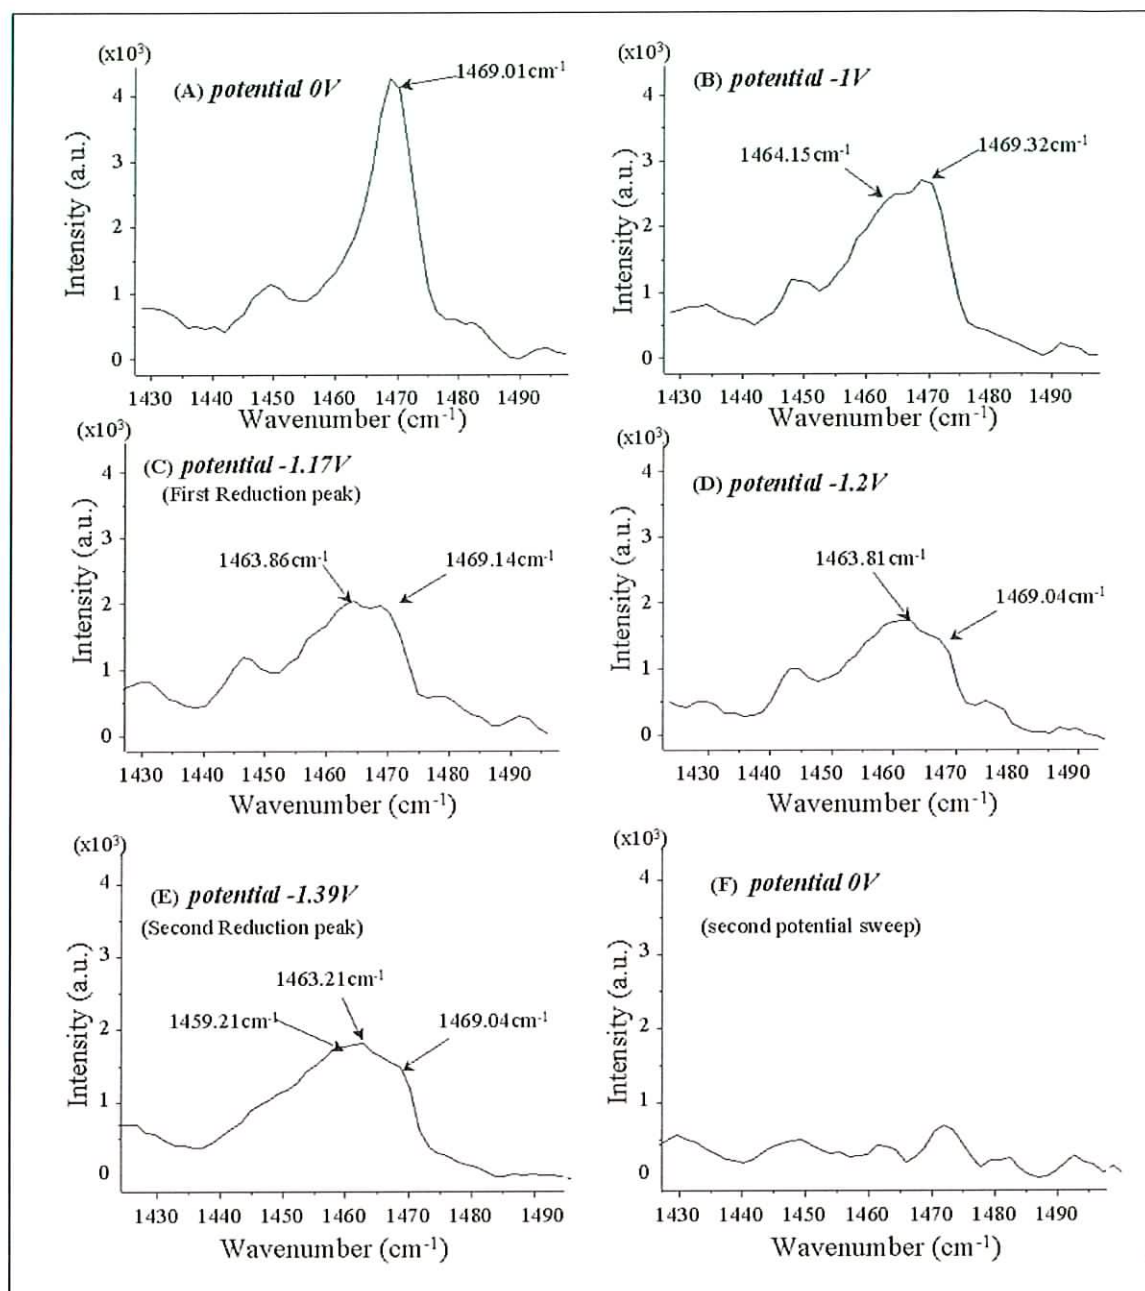 (x10³)
(A) potential 0V
1469.01cm⁻¹
4
3
2
1
0
Intensity (a.u.)
1430 1440 1450 1460 1470 1480 1490
Wavenumber (cm⁻¹)
(x10³)
(B) potential -1V
1464.15cm⁻¹
1469.32cm⁻¹
4
3
2
1
0
Intensity (a.u.)
1430 1440 1450 1460 1470 1480 1490
Wavenumber (cm⁻¹)
(x10³)
(C) potential -1.17V
(First Reduction peak)
1463.86cm⁻¹
1469.14cm⁻¹
4
3
2
1
0
Intensity (a.u.)
1430 1440 1450 1460 1470 1480 1490
Wavenumber (cm⁻¹)
(x10³)
(D) potential -1.2V
1463.81cm⁻¹
1469.04cm⁻¹
4
3
2
1
0
Intensity (a.u.)
1430 1440 1450 1460 1470 1480 1490
Wavenumber (cm⁻¹)
(x10³)
(E) potential -1.39V
(Second Reduction peak)
1463.21cm⁻¹
1459.21cm⁻¹
1469.04cm⁻¹
4
3
2
1
0
Intensity (a.u.)
1430 1440 1450 1460 1470 1480 1490
Wavenumber (cm⁻¹)
(x10³)
(F) potential 0V
(second potential sweep)
4
3
2
1
0
Intensity (a.u.)
1430 1440 1450 1460 1470 1480 1490
Wavenumber (cm⁻¹)